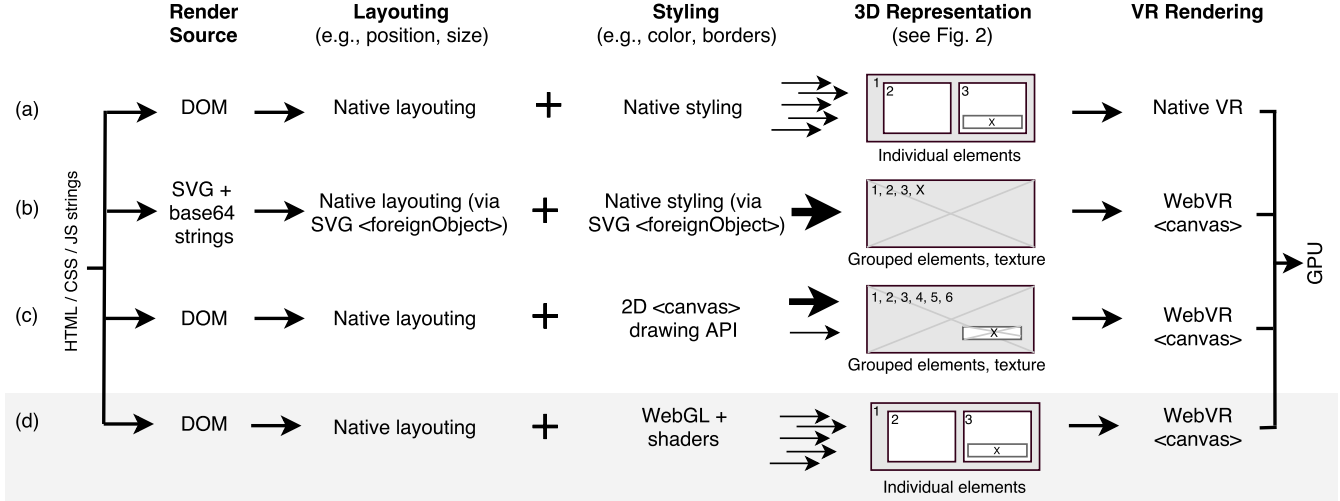 Render
Source
Layouting
(e.g., position, size)
Styling
(e.g., color, borders)
3D Representation
(see Fig. 2)
VR Rendering
HTML / CSS / JS strings
(a)
DOM
Native layouting
+
Native styling
1
2
3
X
Individual elements
Native VR
(b)
SVG +
base64
strings
Native layouting (via
SVG <foreignObject>)
+
Native styling (via
SVG <foreignObject>)
1, 2, 3, X
Grouped elements, texture
WebVR
<canvas>
(c)
DOM
Native layouting
+
2D <canvas>
drawing API
1, 2, 3, 4, 5, 6
X
Grouped elements, texture
WebVR
<canvas>
(d)
DOM
Native layouting
+
WebGL +
shaders
1
2
3
X
Individual elements
WebVR
<canvas>
GPU